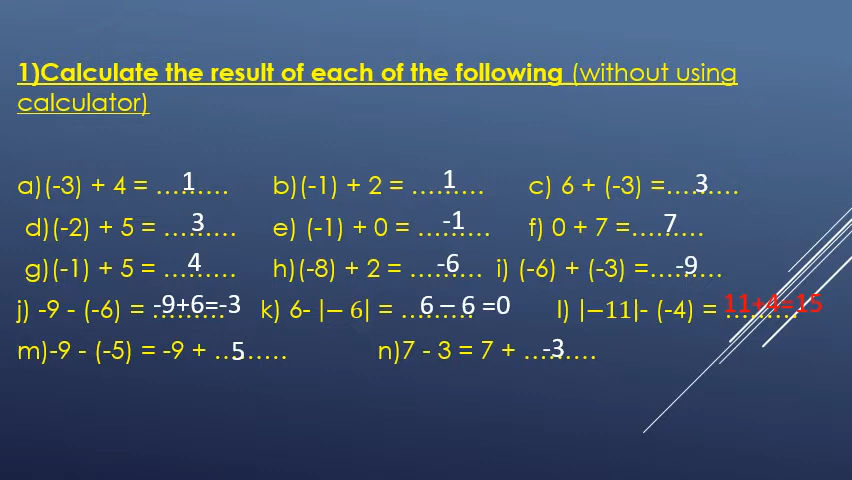 1)Calculate the result of each of the following (without using
calculator)
a)(-3) + 4 = ...1...... b)(-1) + 2 = ...1...... c) 6 + (-3) =...3......
d)(-2) + 5 = ...3...... e) (-1) + 0 = ...-1...... f) 0 + 7 =...7......
g)(-1) + 5 = ...4...... h)(-8) + 2 = ...-6...... i) (-6) + (-3) =...-9......
j) -9 - (-6) = -9+6=-3 k) 6- |− 6| = 6 – 6 =0 l) |−11|- (-4) = 11+4=15
m)-9 - (-5) = -9 + ...5...... n)7 - 3 = 7 + ...-3......